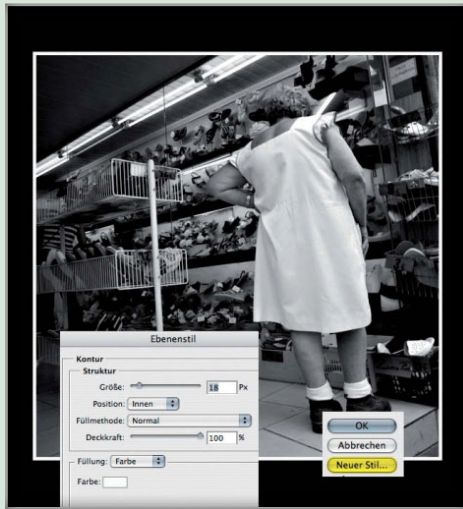 Ebenenstil
Kontur
Struktur
Größe: 18 Px
Position: Innen
Füllmethode: Normal
Deckkraft: 100 %
Füllung: Farbe
Farbe:
OK
Abbrechen
Neuer Stil...